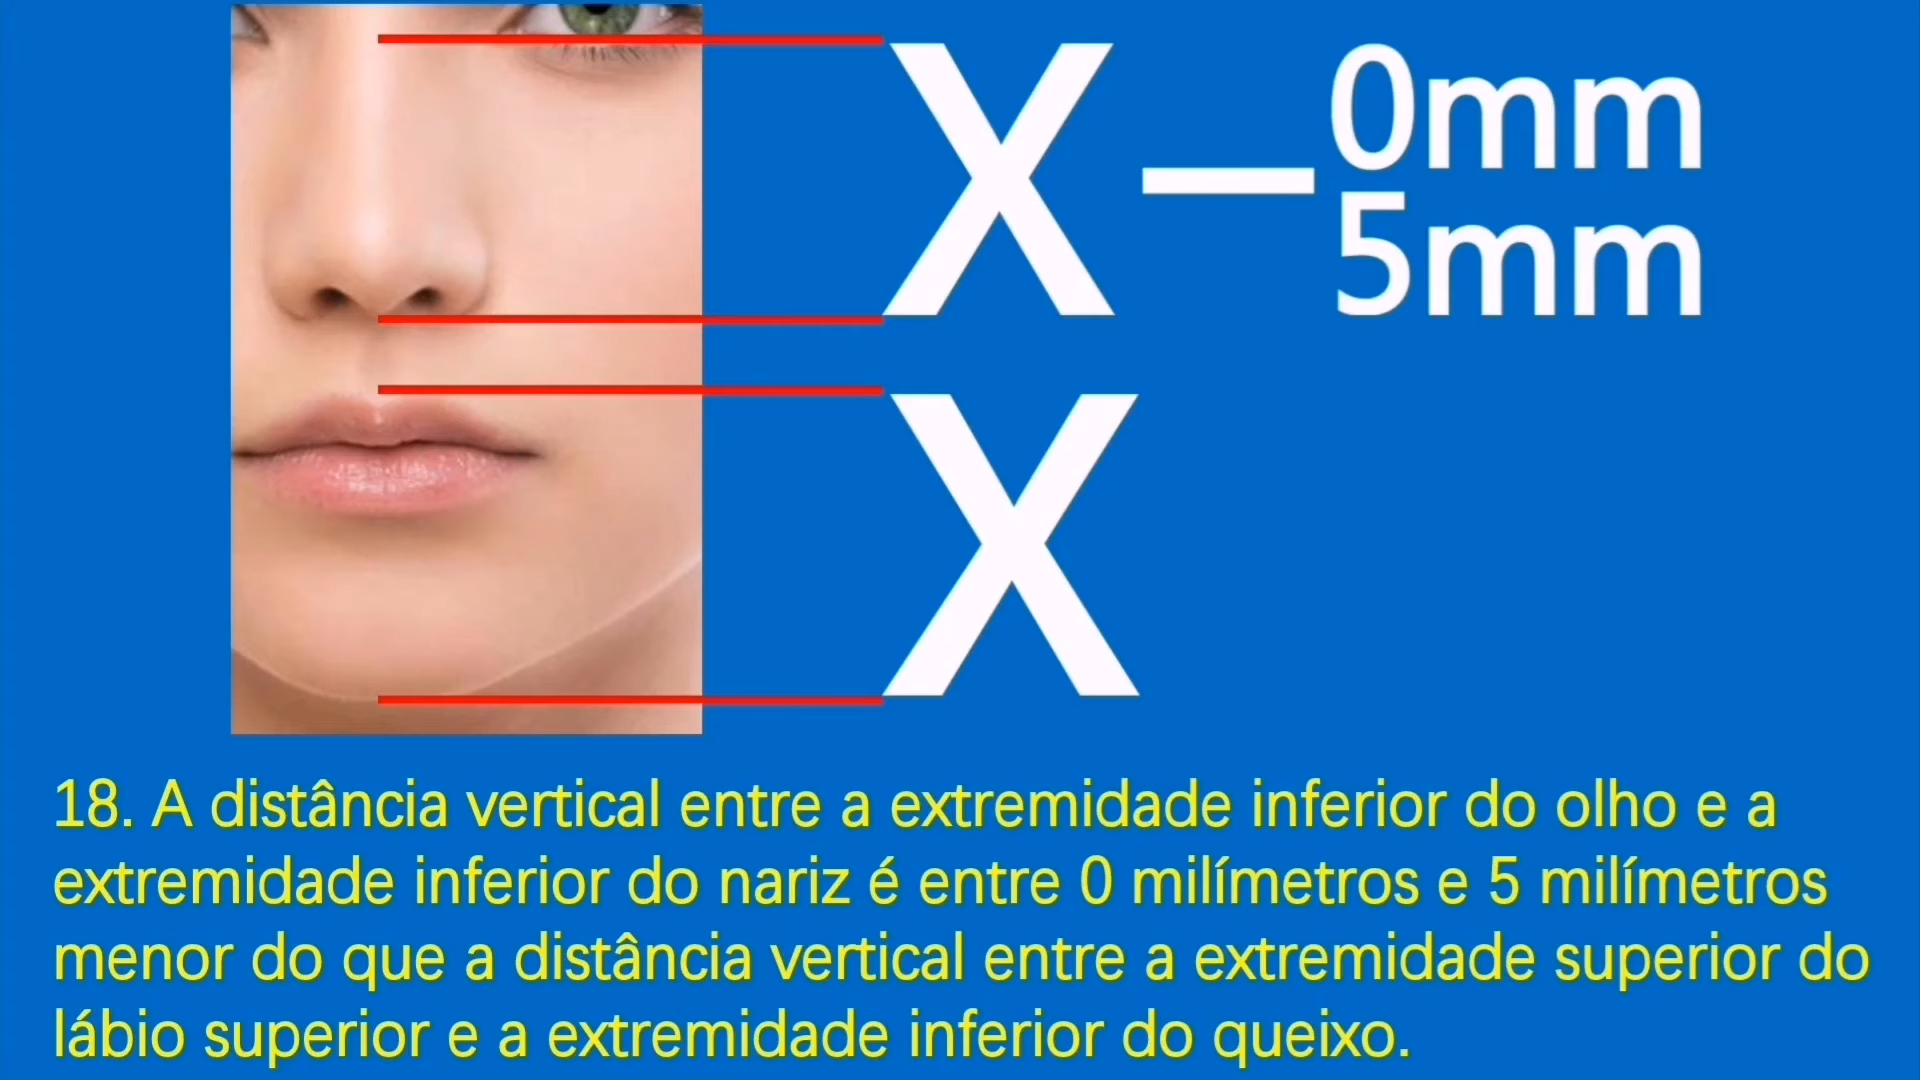 X — 0mm
5mm
X
18. A distância vertical entre a extremidade inferior do olho e a
extremidade inferior do nariz é entre 0 milímetros e 5 milímetros
menor do que a distância vertical entre a extremidade superior do
lábio superior e a extremidade inferior do queixo.